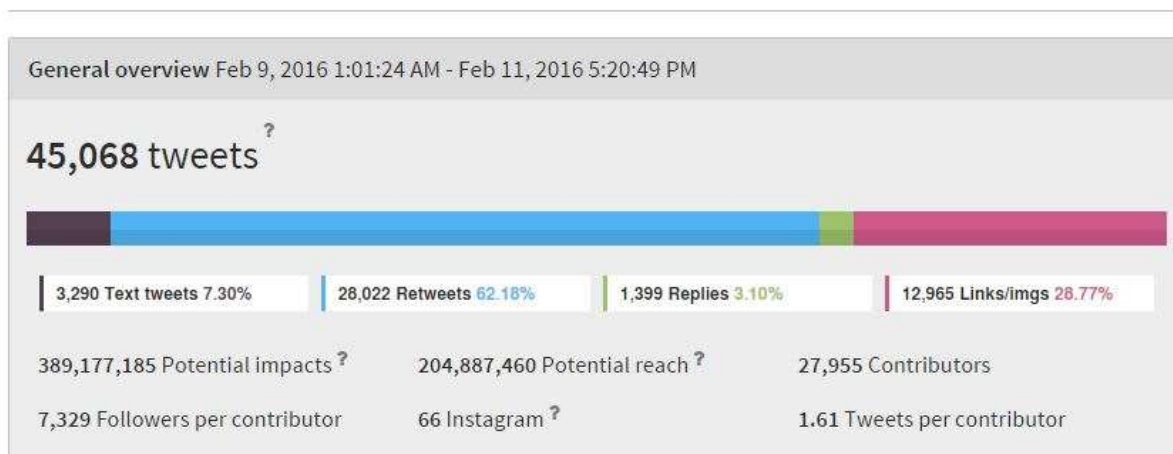 General overview Feb 9, 2016 1:01:24 AM - Feb 11, 2016 5:20:49 PM
45,068 tweets ?
3,290 Text tweets 7.30% 28,022 Retweets 62.18% 1,399 Replies 3.10% 12,965 Links/imgs 28.77%
389,177,185 Potential impacts ? 204,887,460 Potential reach ? 27,955 Contributors
7,329 Followers per contributor 66 Instagram ? 1.61 Tweets per contributor